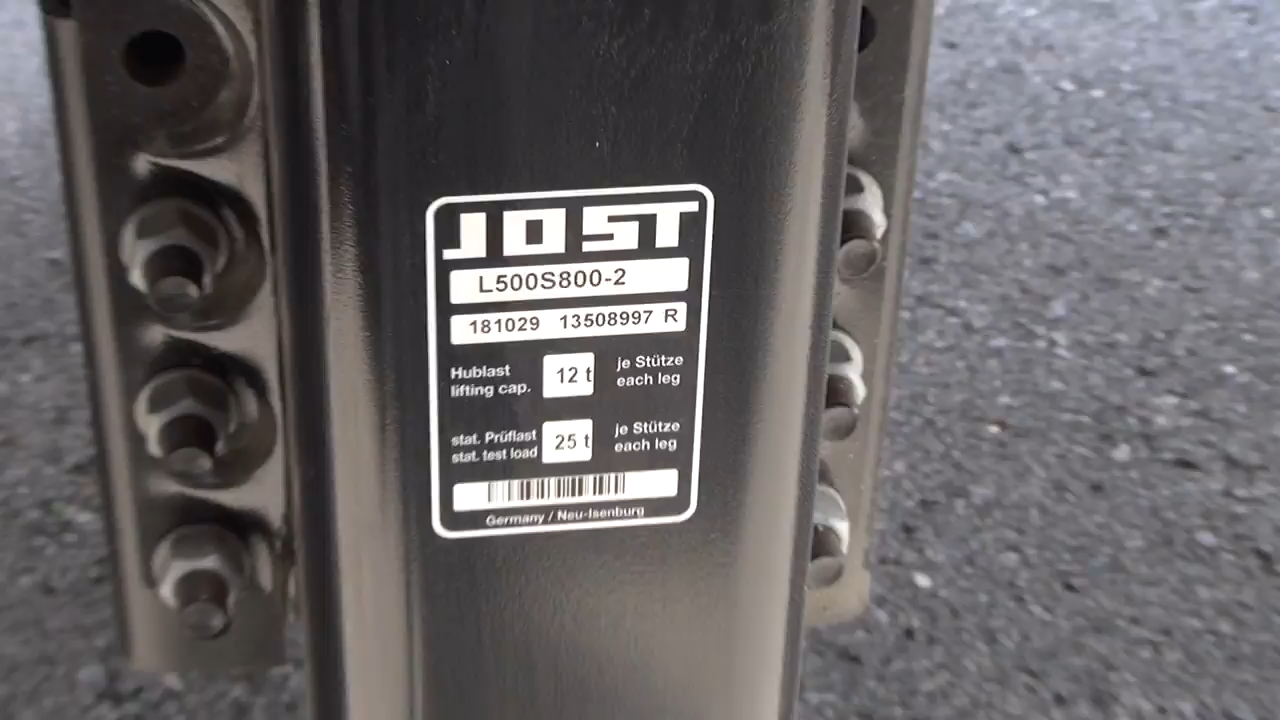 JOST
L500S800-2
181029 13508997 R
Hublast
lifting cap.
12 t
je Stütze
each leg
stat. Prüflast
stat. test load
25 t
je Stütze
each leg
Germany / Neu-Isenburg